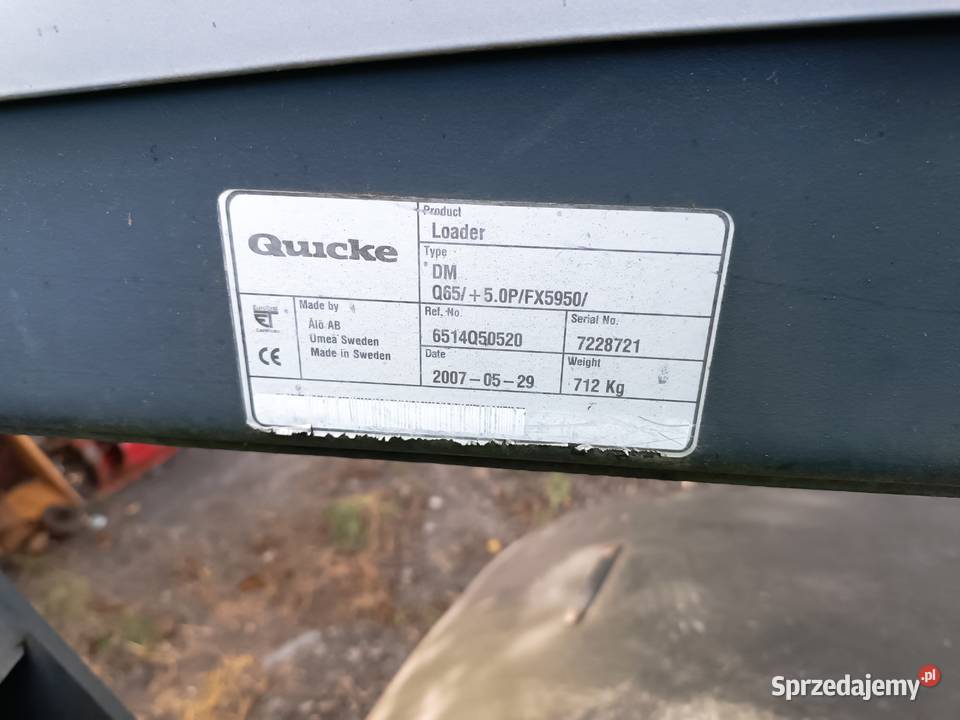 Quicke
Product
Loader
Type
DM
Q65/+5.0P/FX5950/
Made by
Ålö AB
Umeå Sweden
Made in Sweden
CE
Ref. No.
6514Q50520
Serial No.
7228721
Date
2007-05-29
Weight
712 Kg
Sprzedajemy.pl